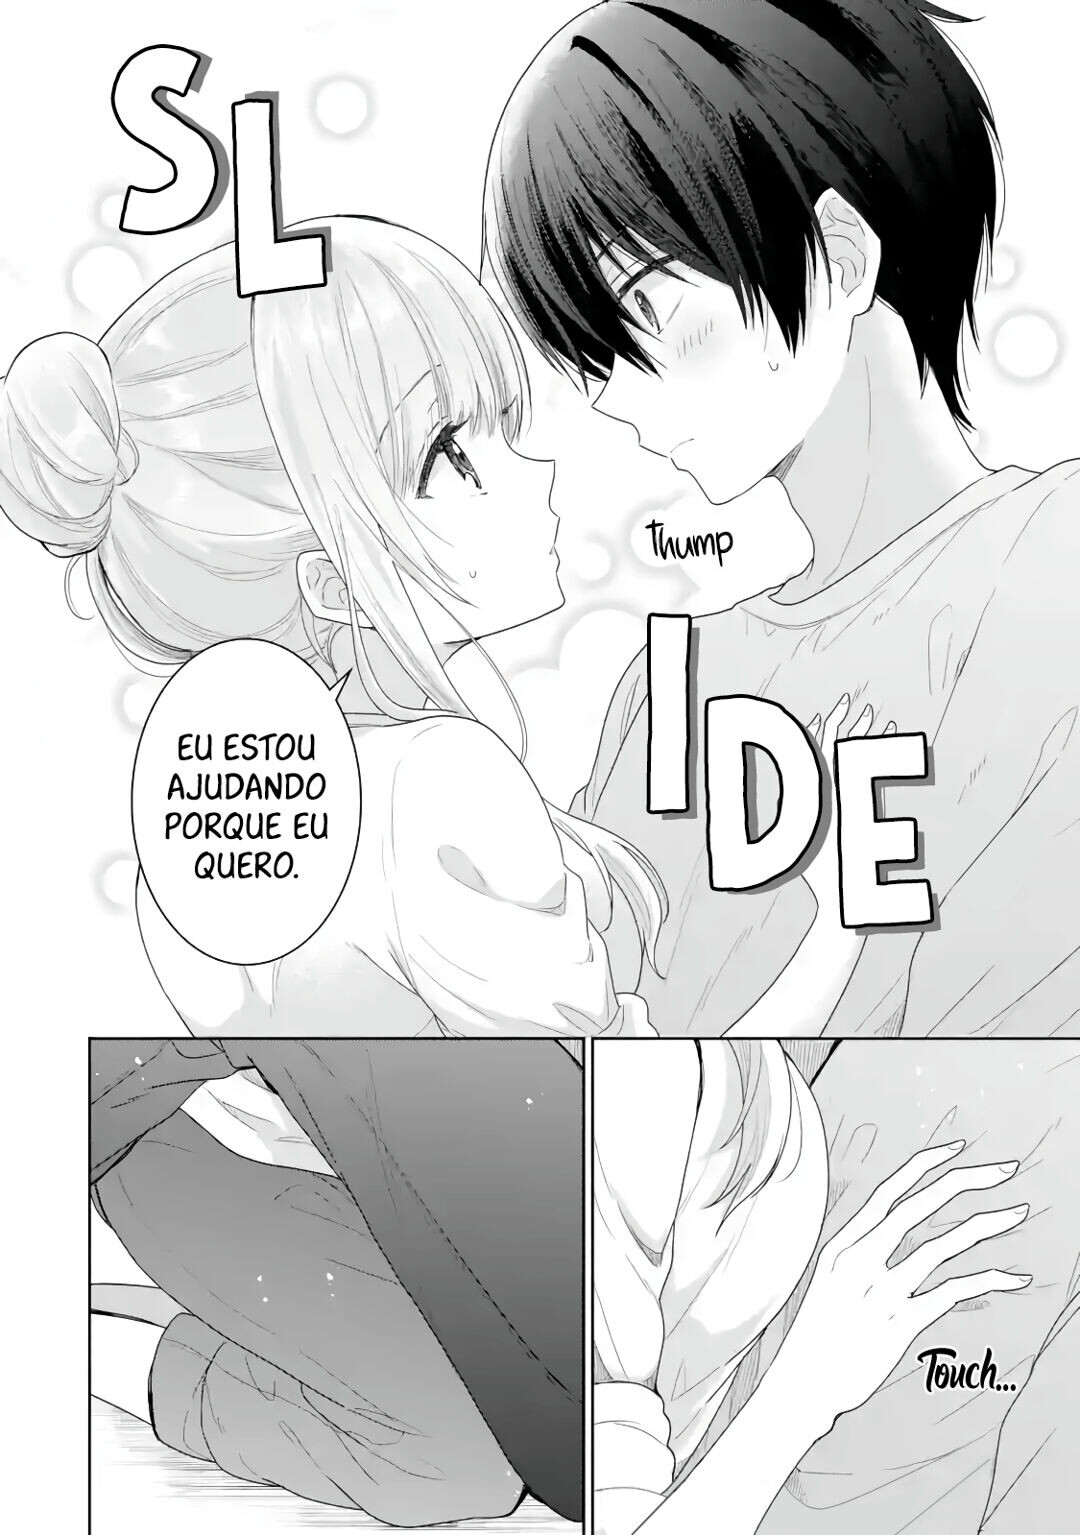 SL
IDE
thump
EU ESTOU
AJUDANDO
PORQUE EU
QUERO.
Touch...